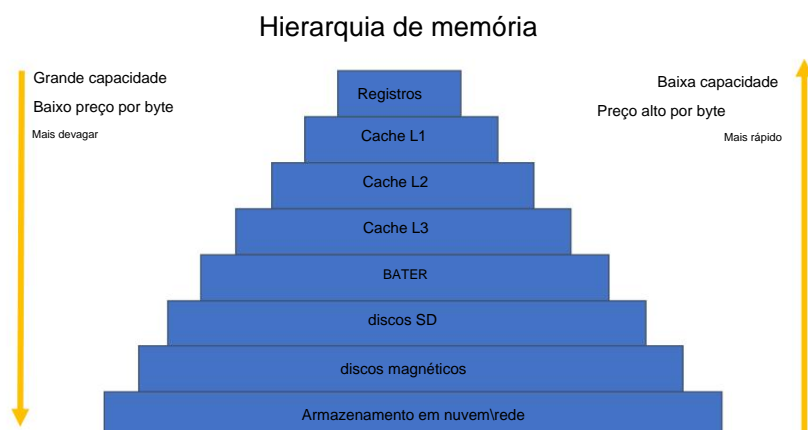 Hierarquia de memória
Grande capacidade
Baixo preço por byte
Mais devagar
Baixa capacidade
Preço alto por byte
Mais rápido
Registros
Cache L1
Cache L2
Cache L3
BATER
discos SD
discos magnéticos
Armazenamento em nuvem\rede